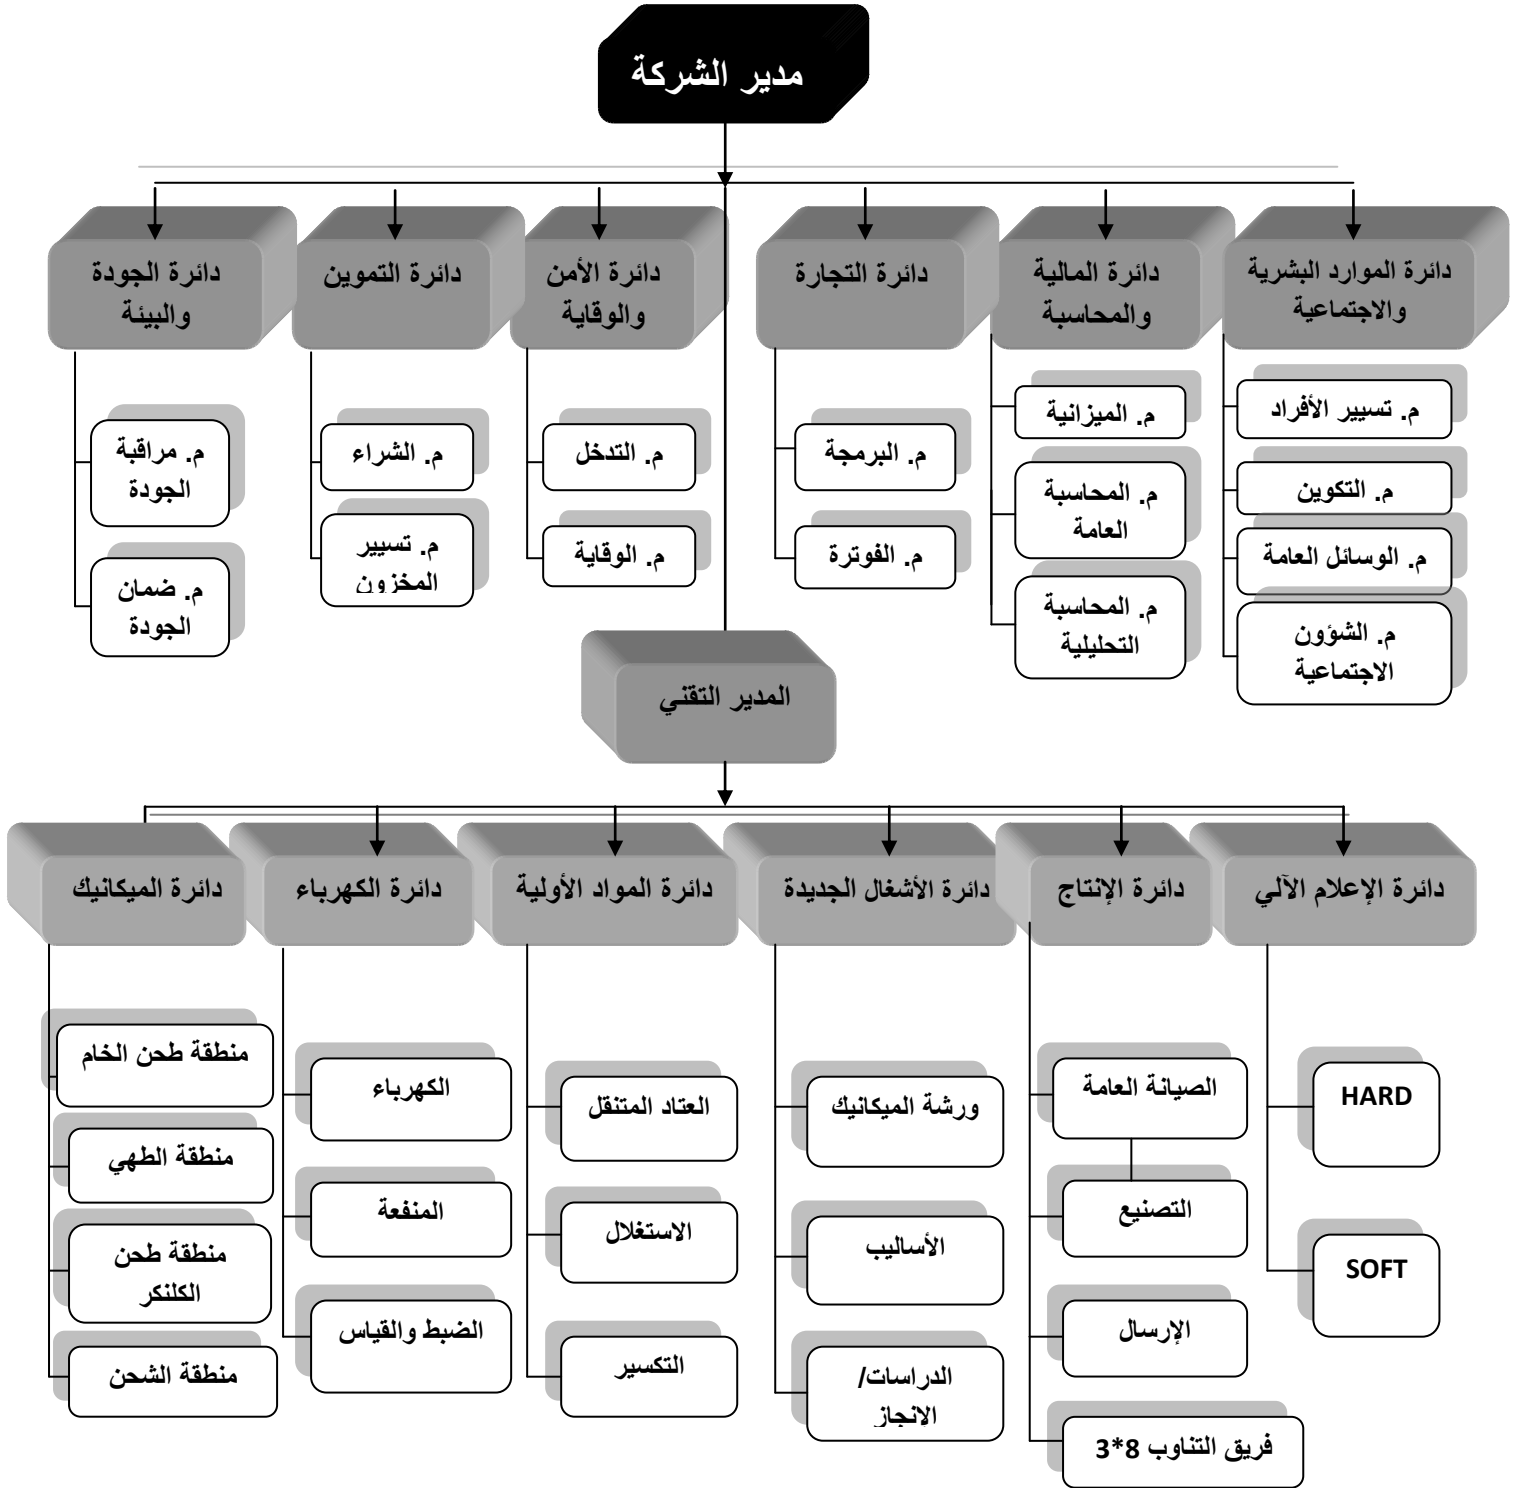 مدير الشركة
دائرة الموارد البشرية
والاجتماعية
دائرة المالية
والمحاسبة
دائرة التجارة
دائرة الأمن
والوقاية
دائرة التموين
دائرة الجودة
والبيئة
م. تسيير الأفراد
م. التكوين
م. الوسائل العامة
م. الشؤون
الاجتماعية
م. الميزانية
م. المحاسبة
العامة
م. المحاسبة
التحليلية
م. البرمجة
م. الفوترة
م. التدخل
م. الوقاية
م. الشراء
م. تسيير
المخزون
م. مراقبة
الجودة
م. ضمان
الجودة
المدير التقني
دائرة الإعلام الآلي
دائرة الإنتاج
دائرة الأشغال الجديدة
دائرة المواد الأولية
دائرة الكهرباء
دائرة الميكانيك
HARD
SOFT
الصيانة العامة
التصنيع
الإرسال
فريق التناوب 8*3
ورشة الميكانيك
الأساليب
الدراسات/
الانجاز
العتاد المتنقل
الاستغلال
التكسير
الكهرباء
المنفعة
الضبط والقياس
منطقة طحن الخام
منطقة الطهي
منطقة طحن
الكلنكر
منطقة الشحن